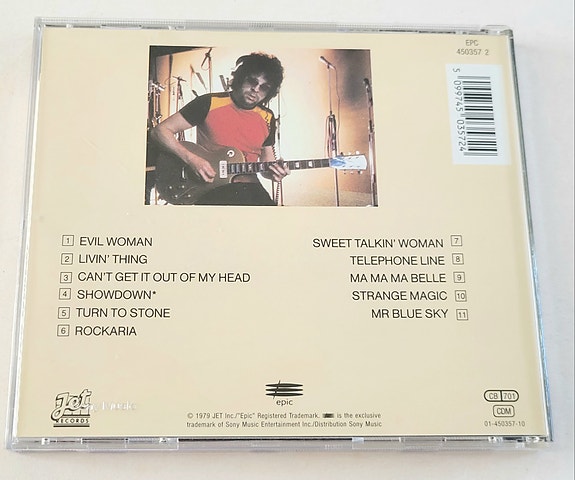 EPC
450357 2
5 099745 035724
1 EVIL WOMAN
2 LIVIN' THING
3 CAN'T GET IT OUT OF MY HEAD
4 SHOWDOWN*
5 TURN TO STONE
6 ROCKARIA
SWEET TALKIN' WOMAN 7
TELEPHONE LINE 8
MA MA MA BELLE 9
STRANGE MAGIC 10
MR BLUE SKY 11
Jet
RECORDS
epic
CB 701
CDM
© 1979 JET Inc./"Epic" Registered Trademark, is the exclusive
trademark of Sony Music Entertainment Inc./Distribution Sony Music
01-450357-10